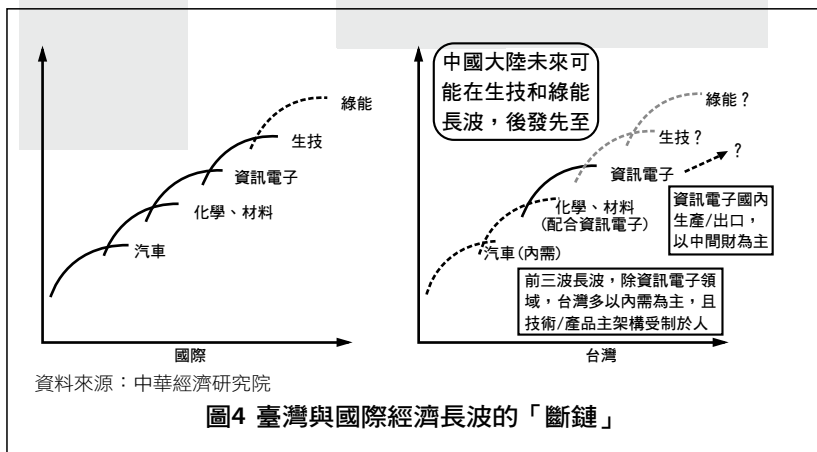 綠能
生技
資訊電子
化學、材料
汽車
國際
中國大陸未來可
能在生技和綠能
長波，後發先至
綠能？
生技？
資訊電子
？
化學、材料
(配合資訊電子)
汽車(內需)
資訊電子國內
生產/出口，
以中間財為主
前三波長波，除資訊電子領
域，台灣多以內需為主，且
技術/產品主架構受制於人
台灣
資料來源：中華經濟研究院
圖4 臺灣與國際經濟長波的「斷鏈」